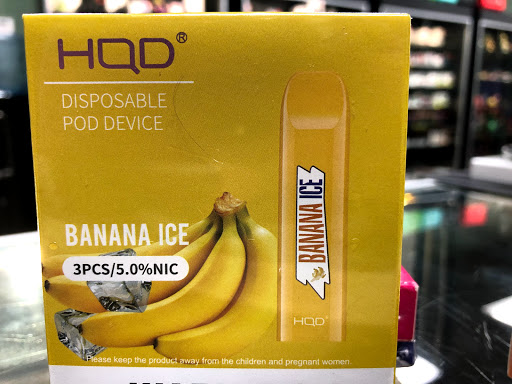 HQD®
DISPOSABLE
POD DEVICE
BANANA ICE
BANANA ICE
3PCS/5.0%NIC
HQD
Please keep the product away from the children and pregnant women.